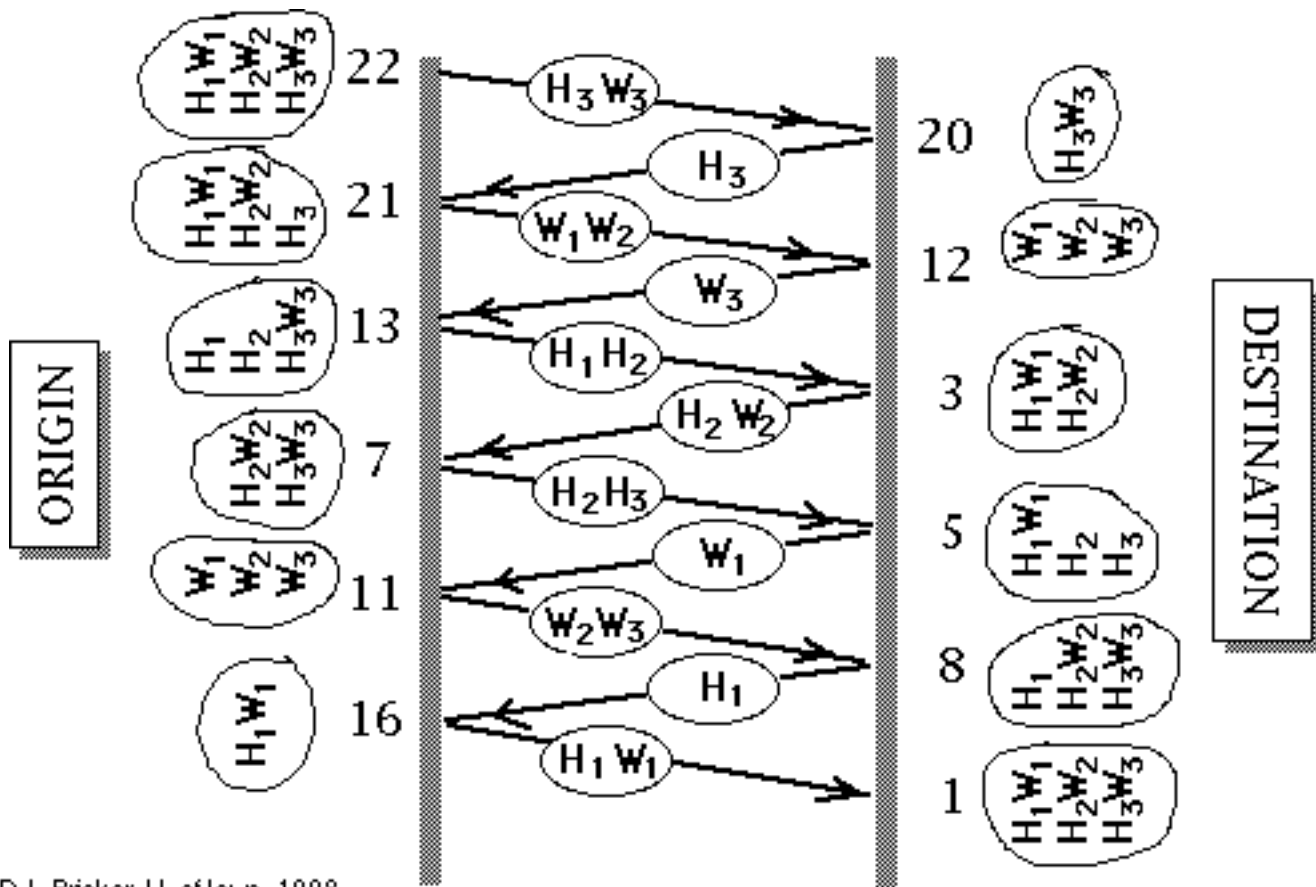 H₁W₁
H₂W₂
H₃W₃
22
H₃W₃
20
H₃W₃
H₃
H₁W₁
H₂W₂
H₃
21
W₁W₂
12
W₁
W₂
W₃
W₃
H₁
H₂
H₃W₃
13
H₁H₂
3
H₁W₁
H₂W₂
H₂W₂
ORIGIN
DESTINATION
H₂W₂
H₃W₃
7
H₂H₃
5
H₁W₁
H₂
H₃
W₁
W₁
W₂
W₃
11
W₂W₃
8
H₁
H₂W₂
H₃W₃
H₁
H₁W₁
16
H₁W₁
1
H₁W₁
H₂W₂
H₃W₃